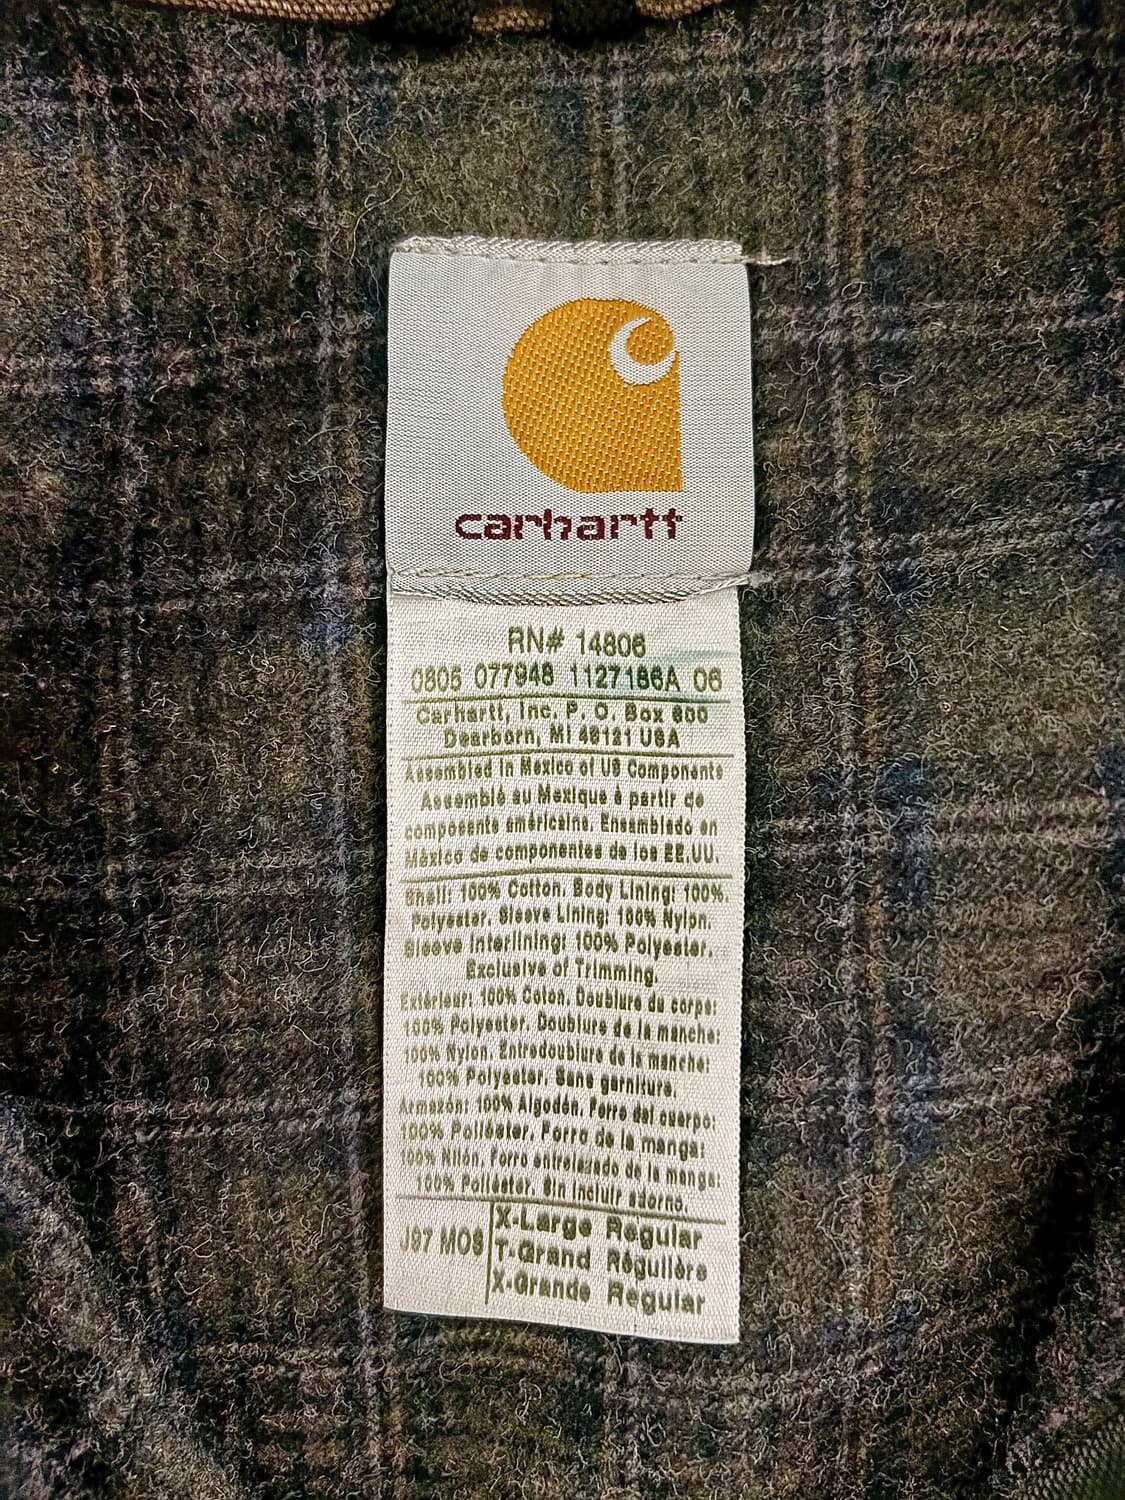 carhartt
RN# 14806
0805 077948 1127186A 06
Carhartt, Inc. P. O. Box 600
Dearborn, MI 48121 USA
Assembled in Mexico of US Components
Assemblé au Mexique à partir de
composants américains. Ensamblado en
México de componentes de los EE.UU.
Shell: 100% Cotton. Body Lining: 100%.
Polyester. Sleeve Lining: 100% Nylon.
Sleeve Interlining: 100% Polyester.
Exclusive of Trimming.
Extérieur: 100% Coton. Doublure du corps:
100% Polyester. Doublure de la manche:
100% Nylon. Entredoublure de la manche:
100% Polyester. Sans garniture.
Armazón: 100% Algodón. Forro del cuerpo:
100% Poliéster. Forro de la manga:
100% Nilón. Forro entrelazado de la manga:
100% Poliéster. Sin incluir adorno.
J97 MOS X-Large Regular
T-Grand Régulière
X-Grande Regular